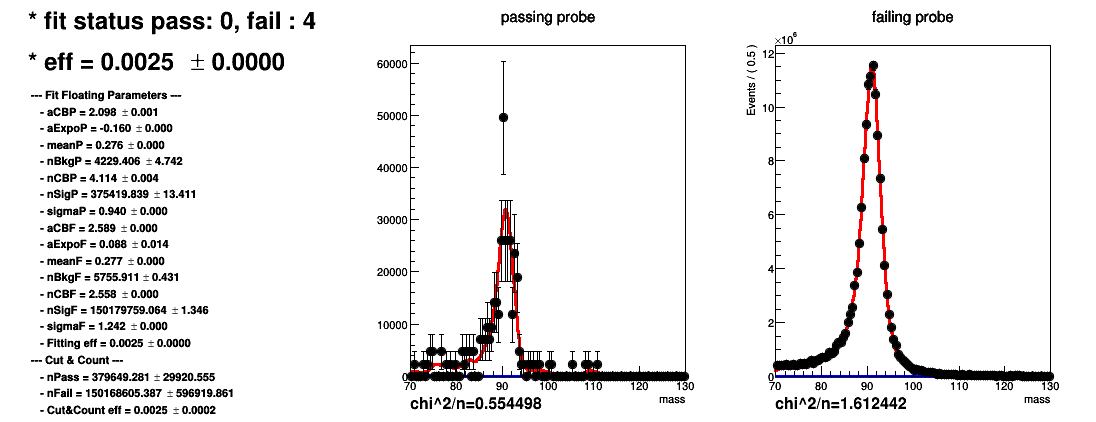 * fit status pass: 0, fail : 4
* eff = 0.0025 ± 0.0000
--- Fit Floating Parameters ---
- aCBP = 2.098 ± 0.001
- aExpoP = -0.160 ± 0.000
- meanP = 0.276 ± 0.000
- nBkgP = 4229.406 ± 4.742
- nCBP = 4.114 ± 0.004
- nSigP = 375419.839 ± 13.411
- sigmaP = 0.940 ± 0.000
- aCBF = 2.589 ± 0.000
- aExpoF = 0.088 ± 0.014
- meanF = 0.277 ± 0.000
- nBkgF = 5755.911 ± 0.431
- nCBF = 2.558 ± 0.000
- nSigF = 150179759.064 ± 1.346
- sigmaF = 1.242 ± 0.000
- Fitting eff = 0.0025 ± 0.0000
--- Cut & Count ---
- nPass = 379649.281 ± 29920.555
- nFail = 150168605.387 ± 596919.861
- Cut&Count eff = 0.0025 ± 0.0002
passing probe
60000
50000
40000
30000
20000
10000
0
70 80 90 100 110 120 130
mass
chi^2/n=0.554498
failing probe
×10^6
Events / ( 0.5 )
12
10
8
6
4
2
0
70 80 90 100 110 120 130
mass
chi^2/n=1.612442